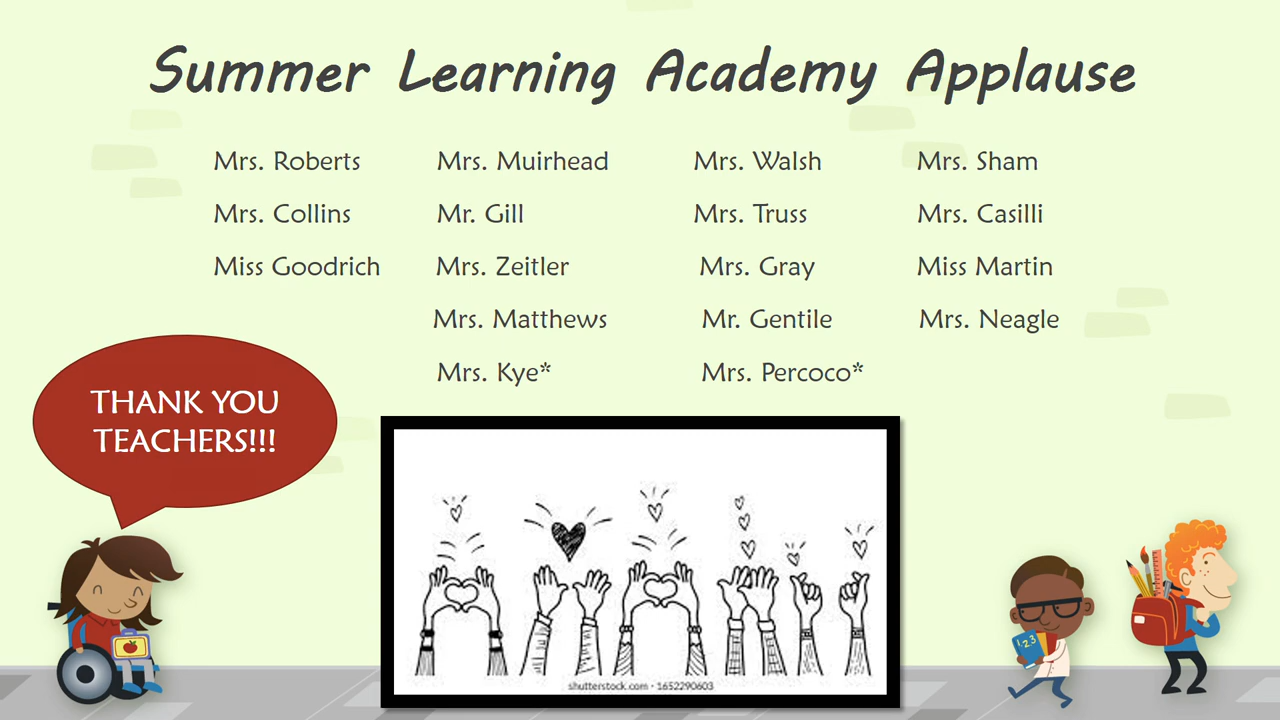 Summer Learning Academy Applause
Mrs. Roberts Mrs. Muirhead Mrs. Walsh Mrs. Sham
Mrs. Collins Mr. Gill Mrs. Truss Mrs. Casilli
Miss Goodrich Mrs. Zeitler Mrs. Gray Miss Martin
Mrs. Matthews Mr. Gentile Mrs. Neagle
Mrs. Kye* Mrs. Percoco*
THANK YOU
TEACHERS!!!
123
shutterstock.com · 1652290603